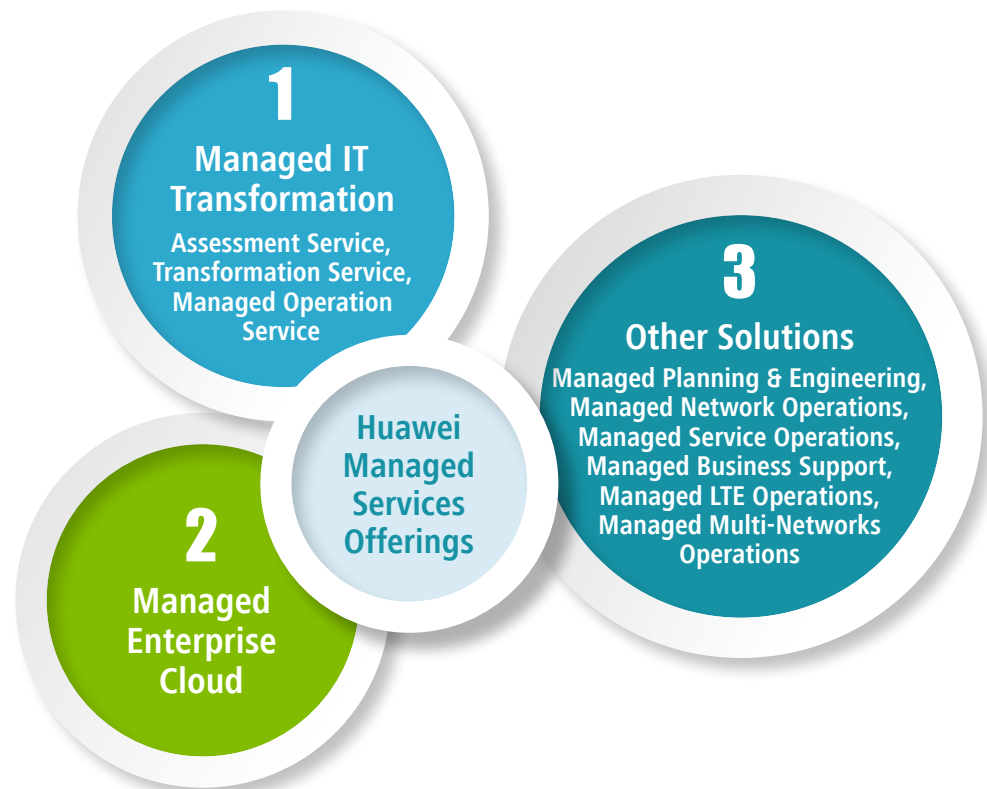 1
Managed IT
Transformation
Assessment Service,
Transformation Service,
Managed Operation
Service
Huawei
Managed
Services
Offerings
2
Managed
Enterprise
Cloud
3
Other Solutions
Managed Planning & Engineering,
Managed Network Operations,
Managed Service Operations,
Managed Business Support,
Managed LTE Operations,
Managed Multi-Networks
Operations